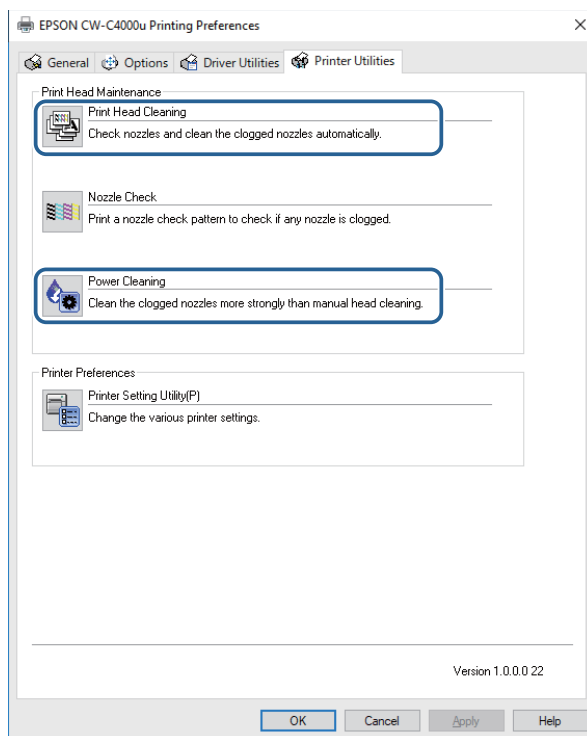 EPSON CW-C4000u Printing Preferences
General
Options
Driver Utilities
Printer Utilities
Print Head Maintenance
Print Head Cleaning
Check nozzles and clean the clogged nozzles automatically.
Nozzle Check
Print a nozzle check pattern to check if any nozzle is clogged.
Power Cleaning
Clean the clogged nozzles more strongly than manual head cleaning.
Printer Preferences
Printer Setting Utility(P)
Change the various printer settings.
Version 1.0.0.0 22
OK
Cancel
Apply
Help